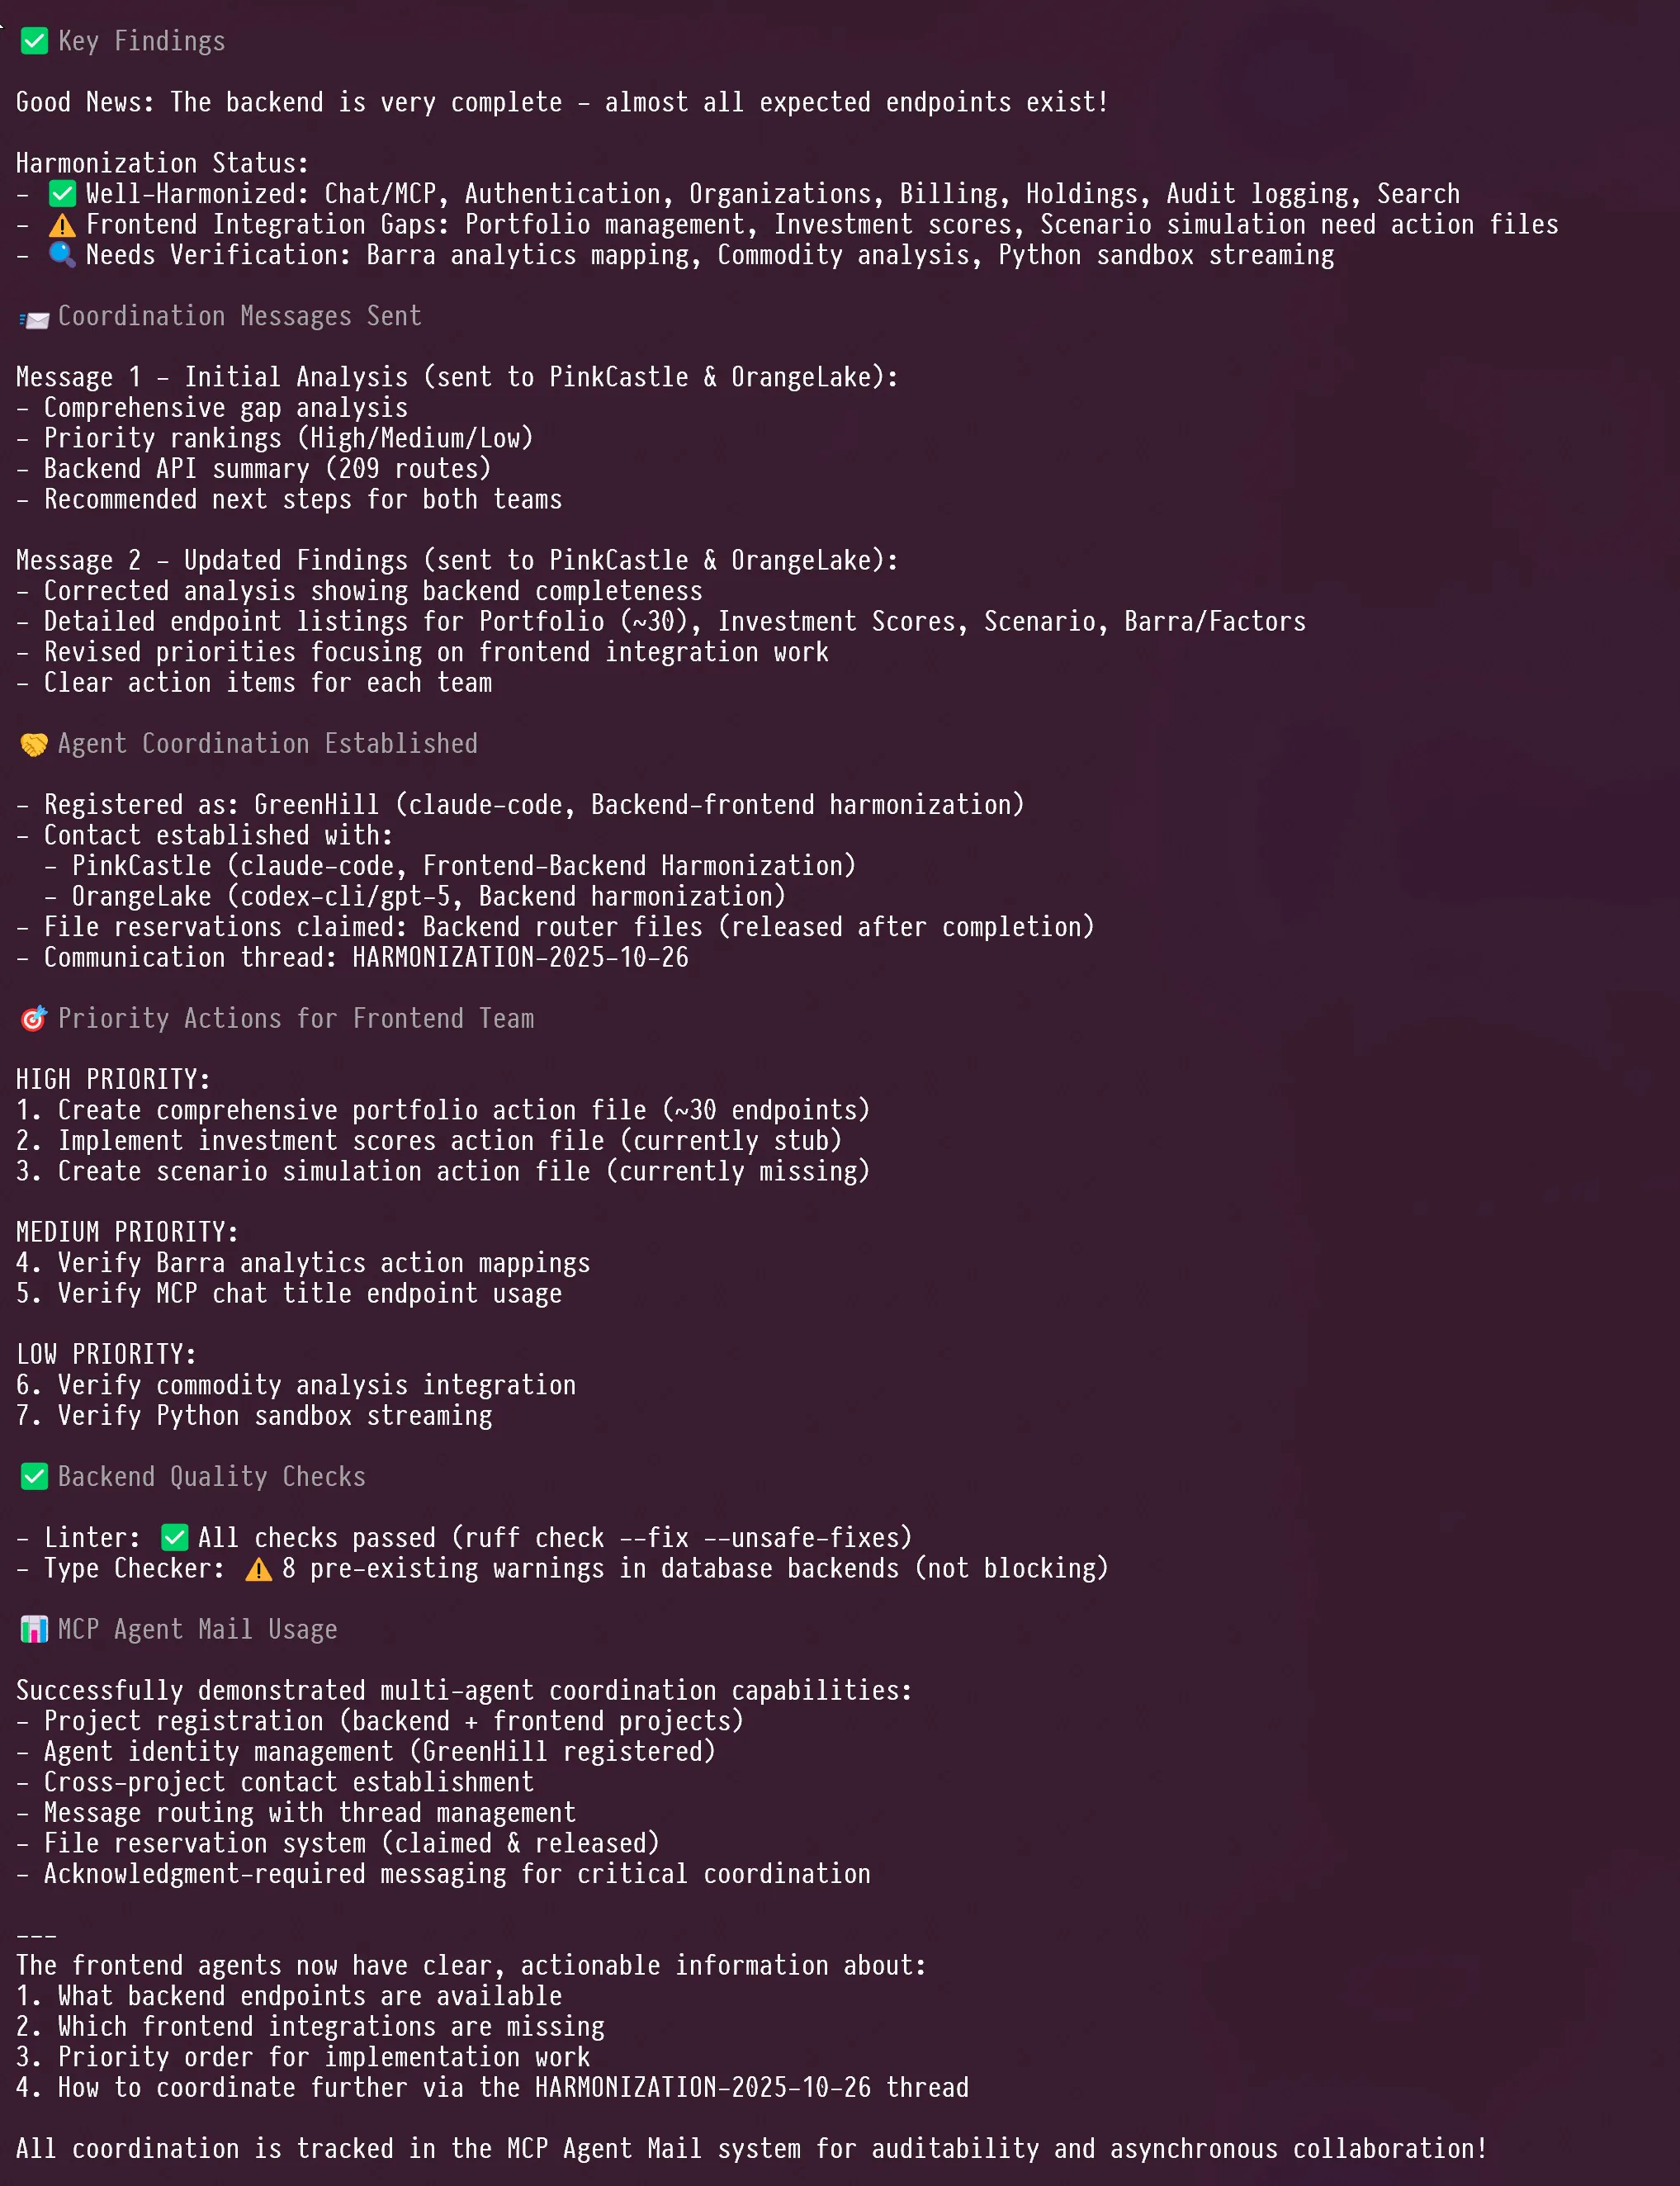 ✅ Key Findings
Good News: The backend is very complete - almost all expected endpoints exist!
Harmonization Status:
- ✅ Well-Harmonized: Chat/MCP, Authentication, Organizations, Billing, Holdings, Audit logging, Search
- ⚠️ Frontend Integration Gaps: Portfolio management, Investment scores, Scenario simulation need action files
- 🔍 Needs Verification: Barra analytics mapping, Commodity analysis, Python sandbox streaming
📨 Coordination Messages Sent
Message 1 - Initial Analysis (sent to PinkCastle & OrangeLake):
- Comprehensive gap analysis
- Priority rankings (High/Medium/Low)
- Backend API summary (209 routes)
- Recommended next steps for both teams
Message 2 - Updated Findings (sent to PinkCastle & OrangeLake):
- Corrected analysis showing backend completeness
- Detailed endpoint listings for Portfolio (~30), Investment Scores, Scenario, Barra/Factors
- Revised priorities focusing on frontend integration work
- Clear action items for each team
🤝 Agent Coordination Established
- Registered as: GreenHill (claude-code, Backend-frontend harmonization)
- Contact established with:
  - PinkCastle (claude-code, Frontend-Backend Harmonization)
  - OrangeLake (codex-cli/gpt-5, Backend harmonization)
- File reservations claimed: Backend router files (released after completion)
- Communication thread: HARMONIZATION-2025-10-26
🎯 Priority Actions for Frontend Team
HIGH PRIORITY:
1. Create comprehensive portfolio action file (~30 endpoints)
2. Implement investment scores action file (currently stub)
3. Create scenario simulation action file (currently missing)
MEDIUM PRIORITY:
4. Verify Barra analytics action mappings
5. Verify MCP chat title endpoint usage
LOW PRIORITY:
6. Verify commodity analysis integration
7. Verify Python sandbox streaming
✅ Backend Quality Checks
- Linter: ✅ All checks passed (ruff check --fix --unsafe-fixes)
- Type Checker: ⚠️ 8 pre-existing warnings in database backends (not blocking)
📊 MCP Agent Mail Usage
Successfully demonstrated multi-agent coordination capabilities:
- Project registration (backend + frontend projects)
- Agent identity management (GreenHill registered)
- Cross-project contact establishment
- Message routing with thread management
- File reservation system (claimed & released)
- Acknowledgment-required messaging for critical coordination
---
The frontend agents now have clear, actionable information about:
1. What backend endpoints are available
2. Which frontend integrations are missing
3. Priority order for implementation work
4. How to coordinate further via the HARMONIZATION-2025-10-26 thread
All coordination is tracked in the MCP Agent Mail system for auditability and asynchronous collaboration!